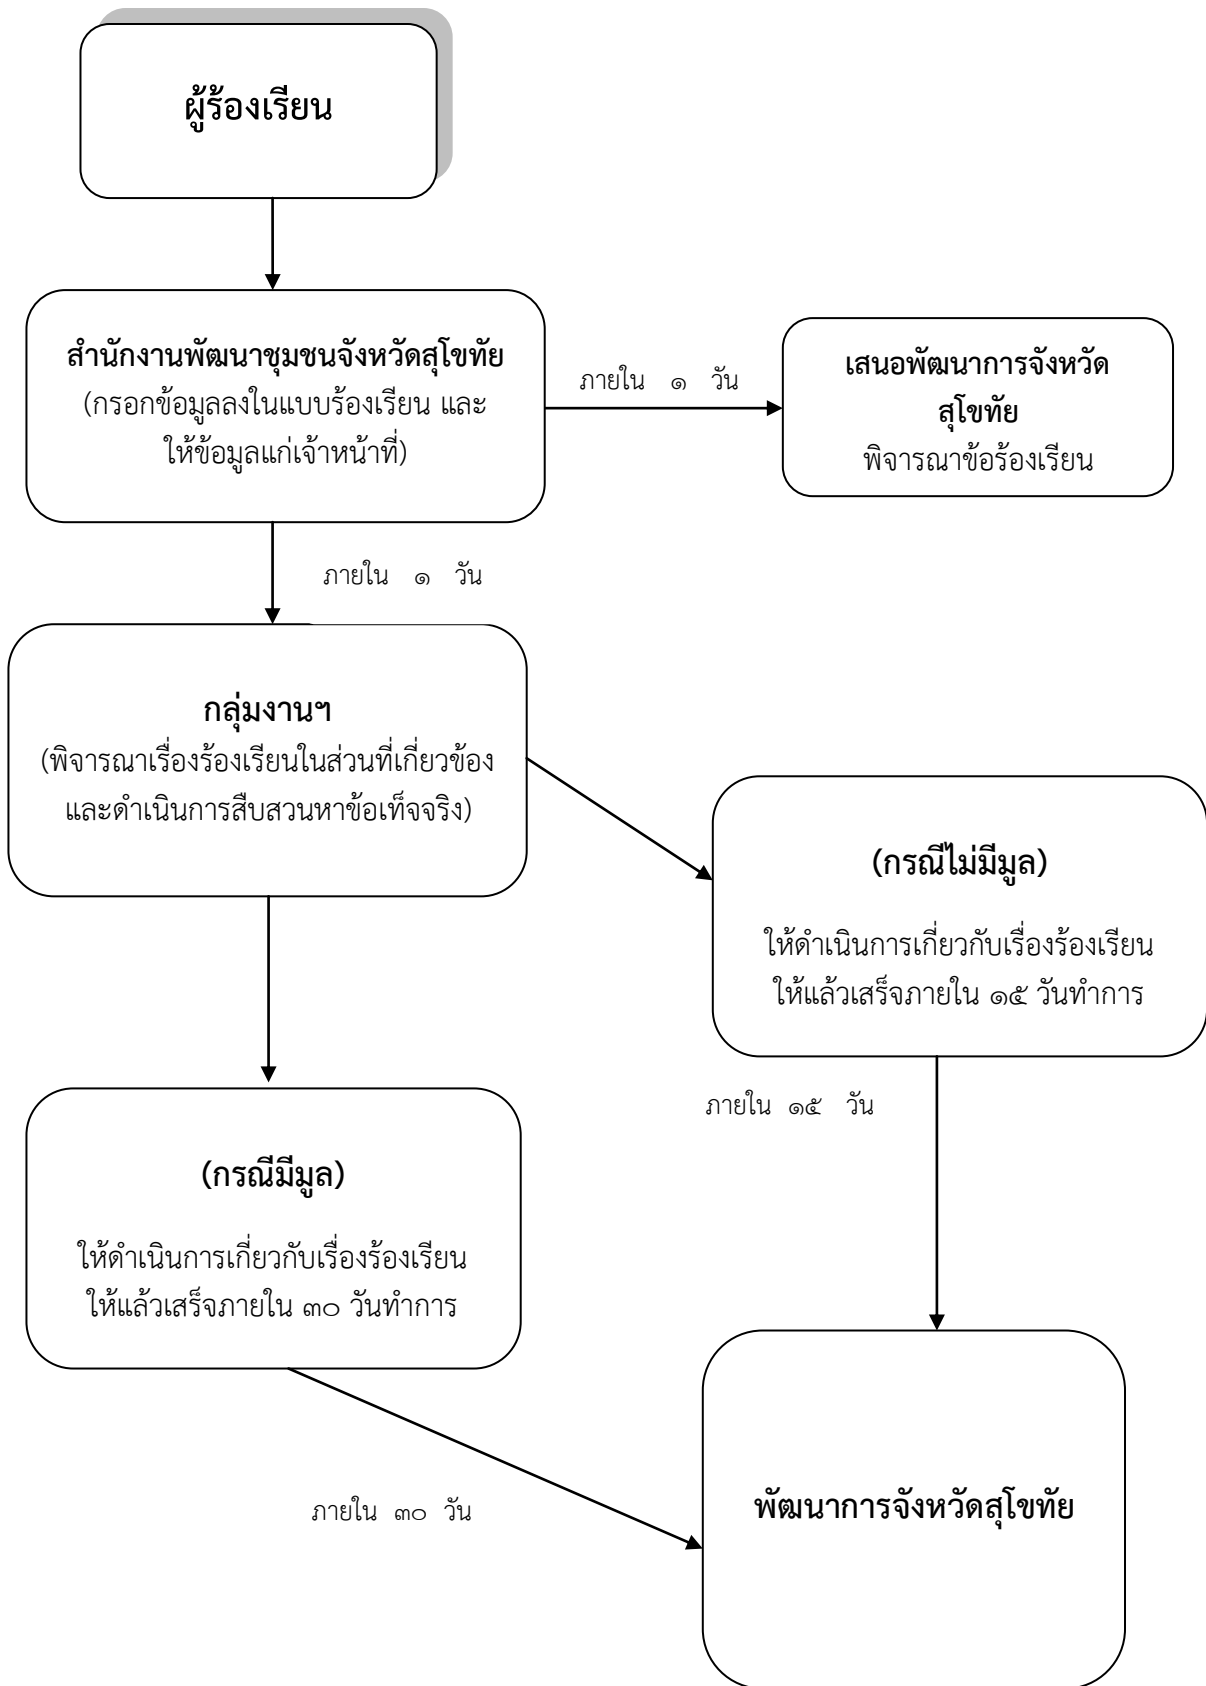 ผู้ร้องเรียน
สำนักงานพัฒนาชุมชนจังหวัดสุโขทัย
(กรอกข้อมูลลงในแบบร้องเรียน และ
ให้ข้อมูลแก่เจ้าหน้าที่)
ภายใน ๑ วัน
เสนอพัฒนาการจังหวัด
สุโขทัย
พิจารณาข้อร้องเรียน
ภายใน ๑ วัน
กลุ่มงานฯ
(พิจารณาเรื่องร้องเรียนในส่วนที่เกี่ยวข้อง
และดำเนินการสืบสวนหาข้อเท็จจริง)
(กรณีไม่มีมูล)
ให้ดำเนินการเกี่ยวกับเรื่องร้องเรียน
ให้แล้วเสร็จภายใน ๑๕ วันทำการ
ภายใน ๑๕ วัน
(กรณีมีมูล)
ให้ดำเนินการเกี่ยวกับเรื่องร้องเรียน
ให้แล้วเสร็จภายใน ๓๐ วันทำการ
ภายใน ๓๐ วัน
พัฒนาการจังหวัดสุโขทัย